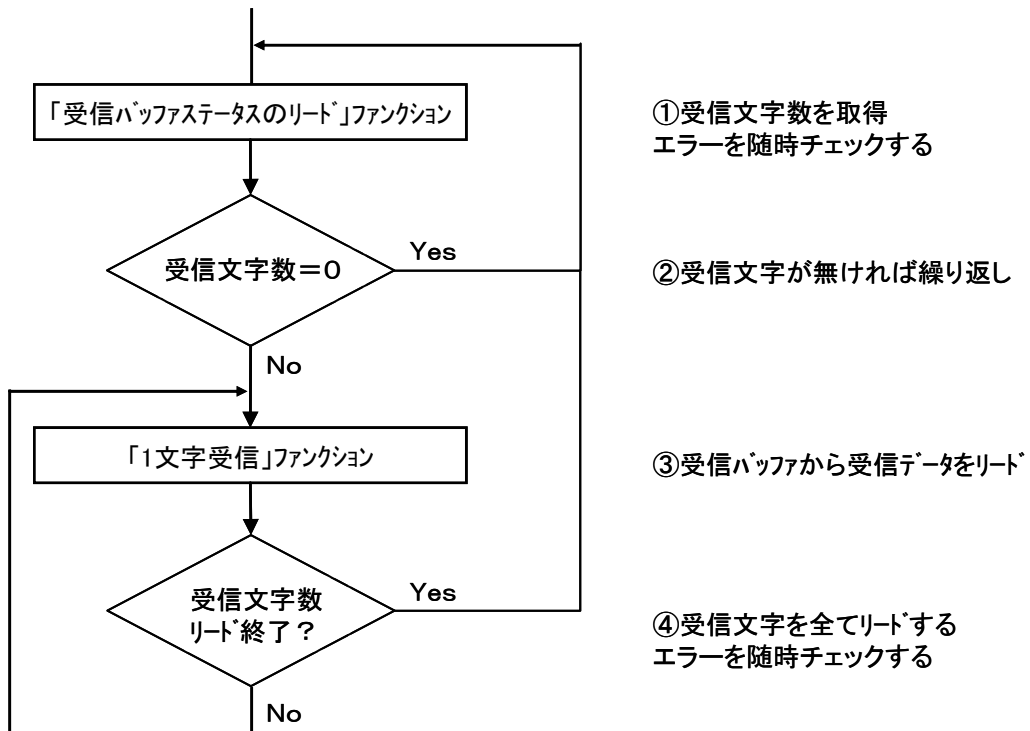 「受信ﾊﾞｯﾌｧｽﾃｰﾀｽのﾘｰﾄﾞ」ﾌｧﾝｸｼｮﾝ
①受信文字数を取得
エラーを随時チェックする
受信文字数＝０
Yes
②受信文字が無ければ繰り返し
No
「1文字受信」ﾌｧﾝｸｼｮﾝ
③受信ﾊﾞｯﾌｧから受信ﾃﾞｰﾀをﾘｰﾄﾞ
受信文字数
ﾘｰﾄﾞ終了？
Yes
④受信文字を全てﾘｰﾄﾞする
エラーを随時チェックする
No